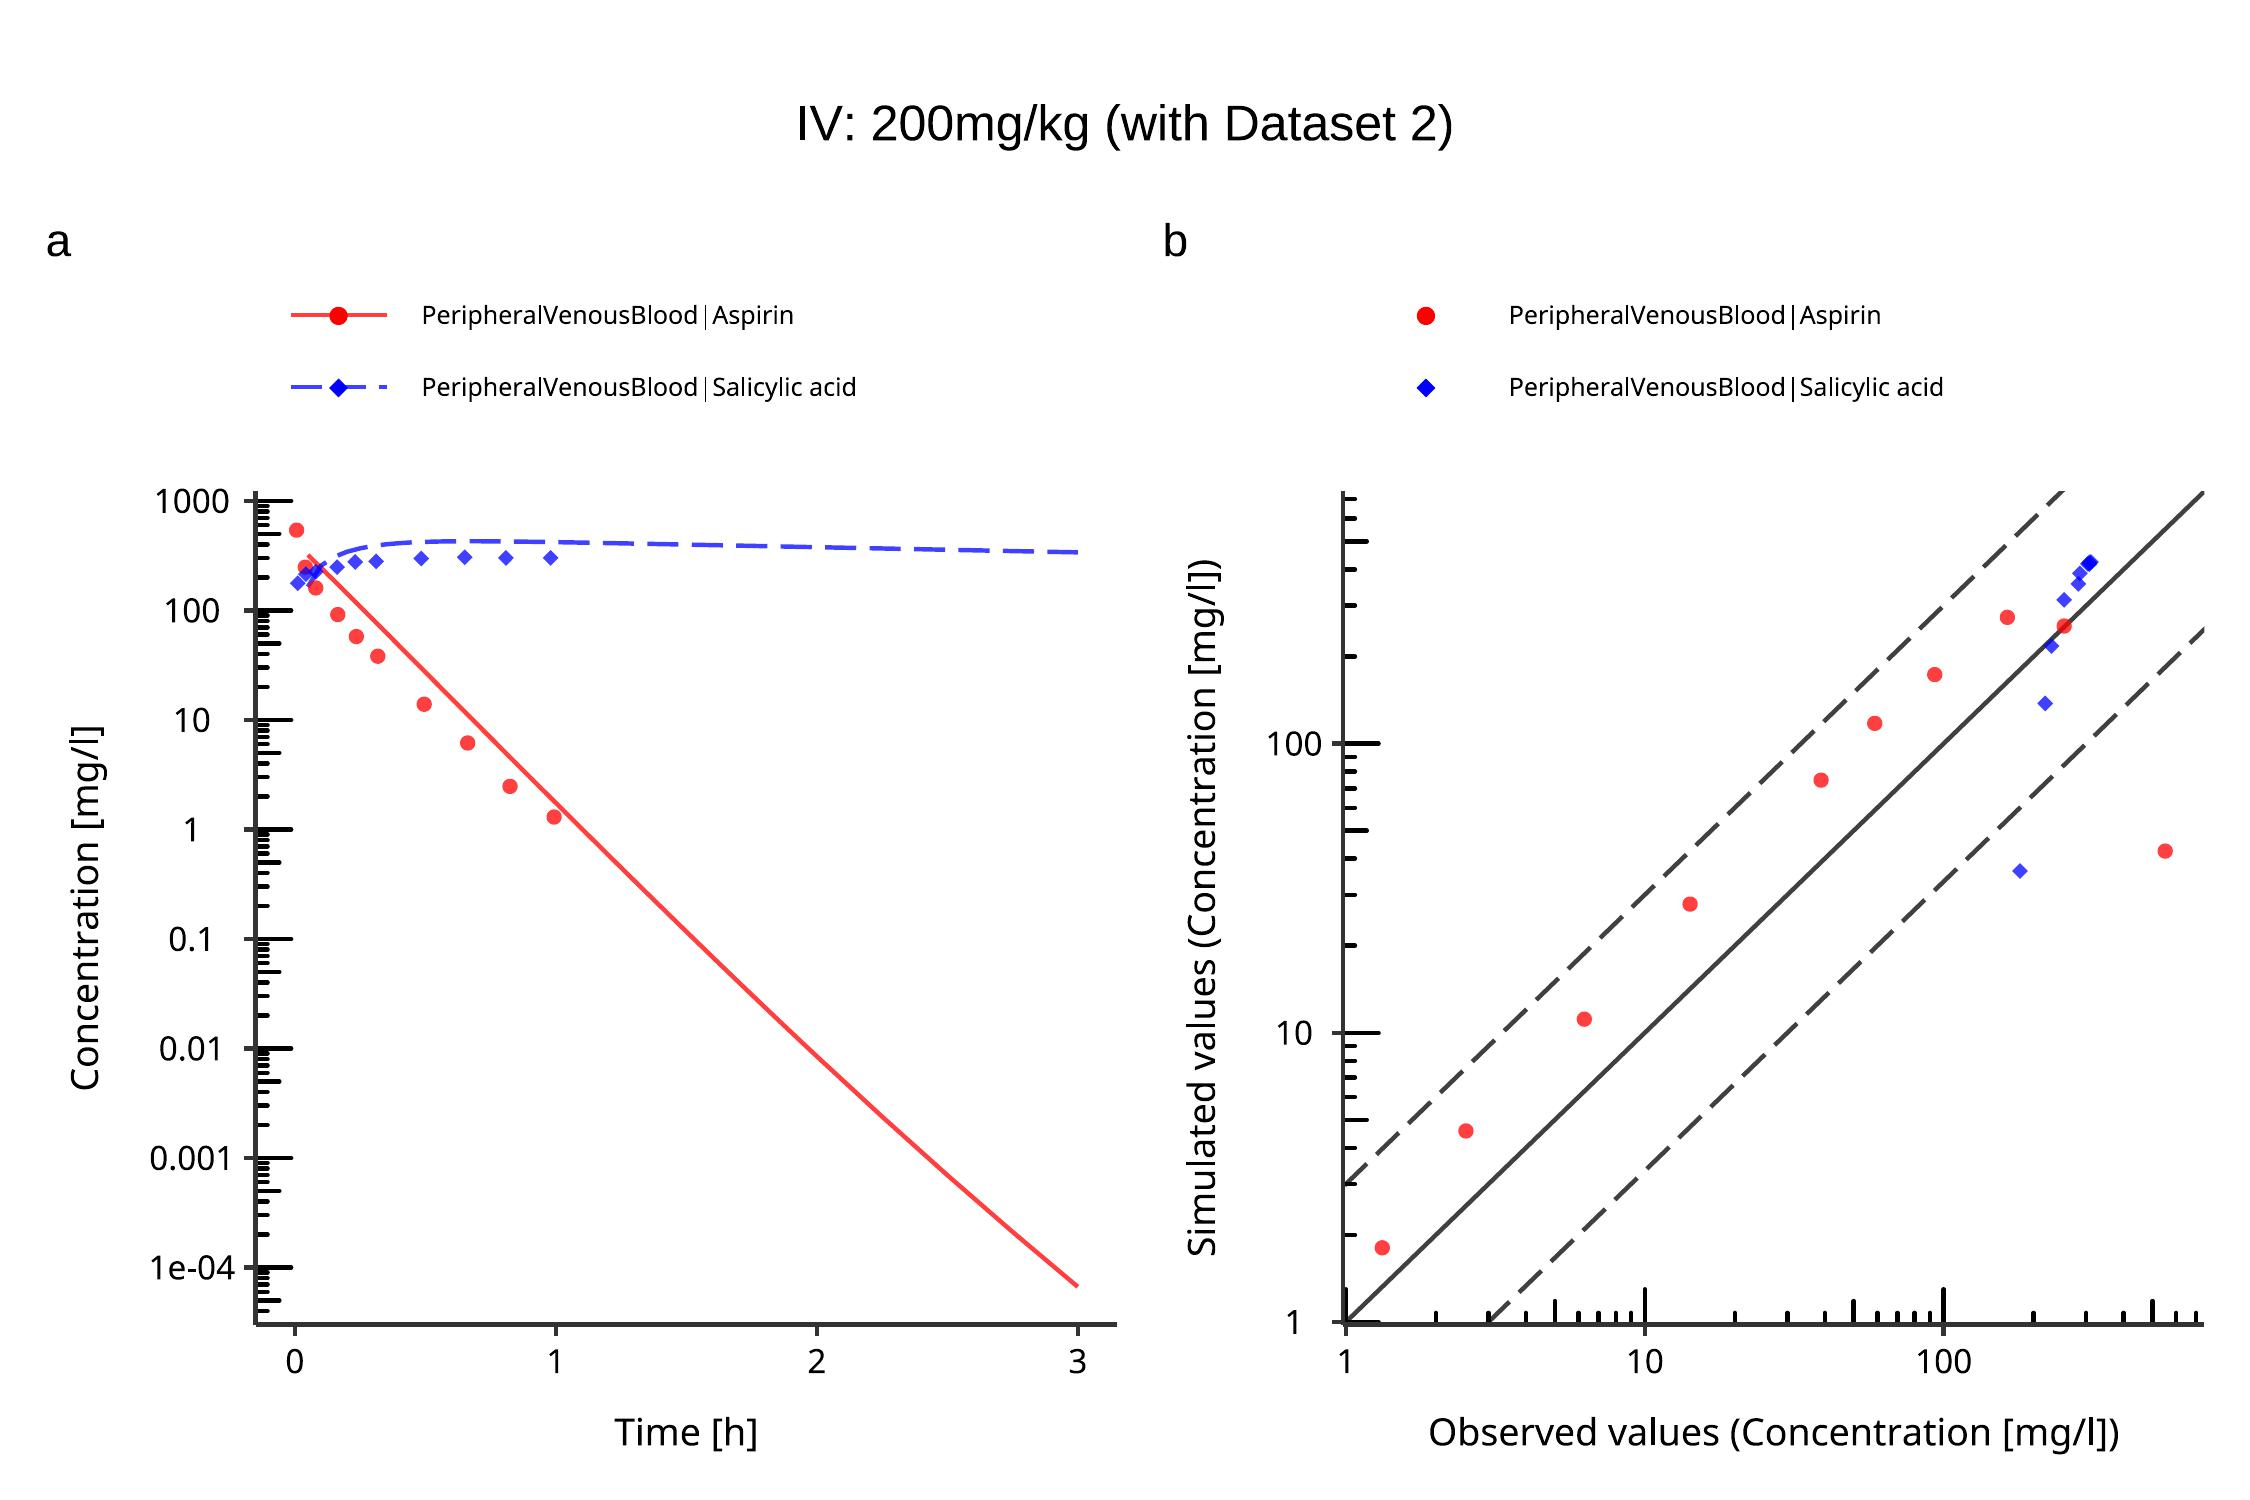 IV: 200mg/kg (with Dataset 2)
a
PeripheralVenousBlood|Aspirin
PeripheralVenousBlood|Salicylic acid
Concentration [mg/l]
1000
100
10
1
0.1
0.01
0.001
1e-04
0
1
2
3
Time [h]
b
PeripheralVenousBlood|Aspirin
PeripheralVenousBlood|Salicylic acid
Simulated values (Concentration [mg/l])
100
10
1
1
10
100
Observed values (Concentration [mg/l])